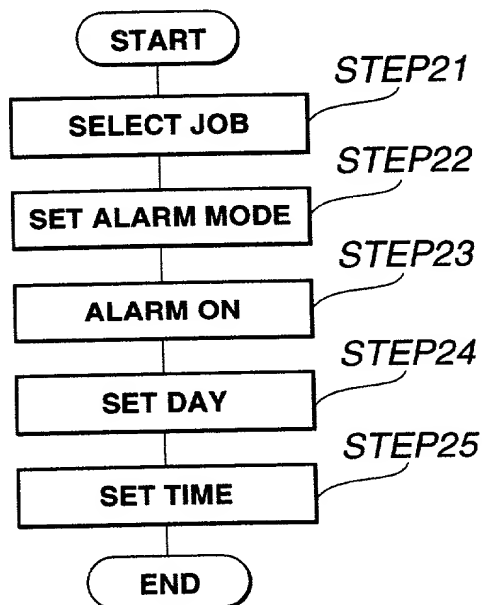 START
STEP21
SELECT JOB
STEP22
SET ALARM MODE
STEP23
ALARM ON
STEP24
SET DAY
STEP25
SET TIME
END